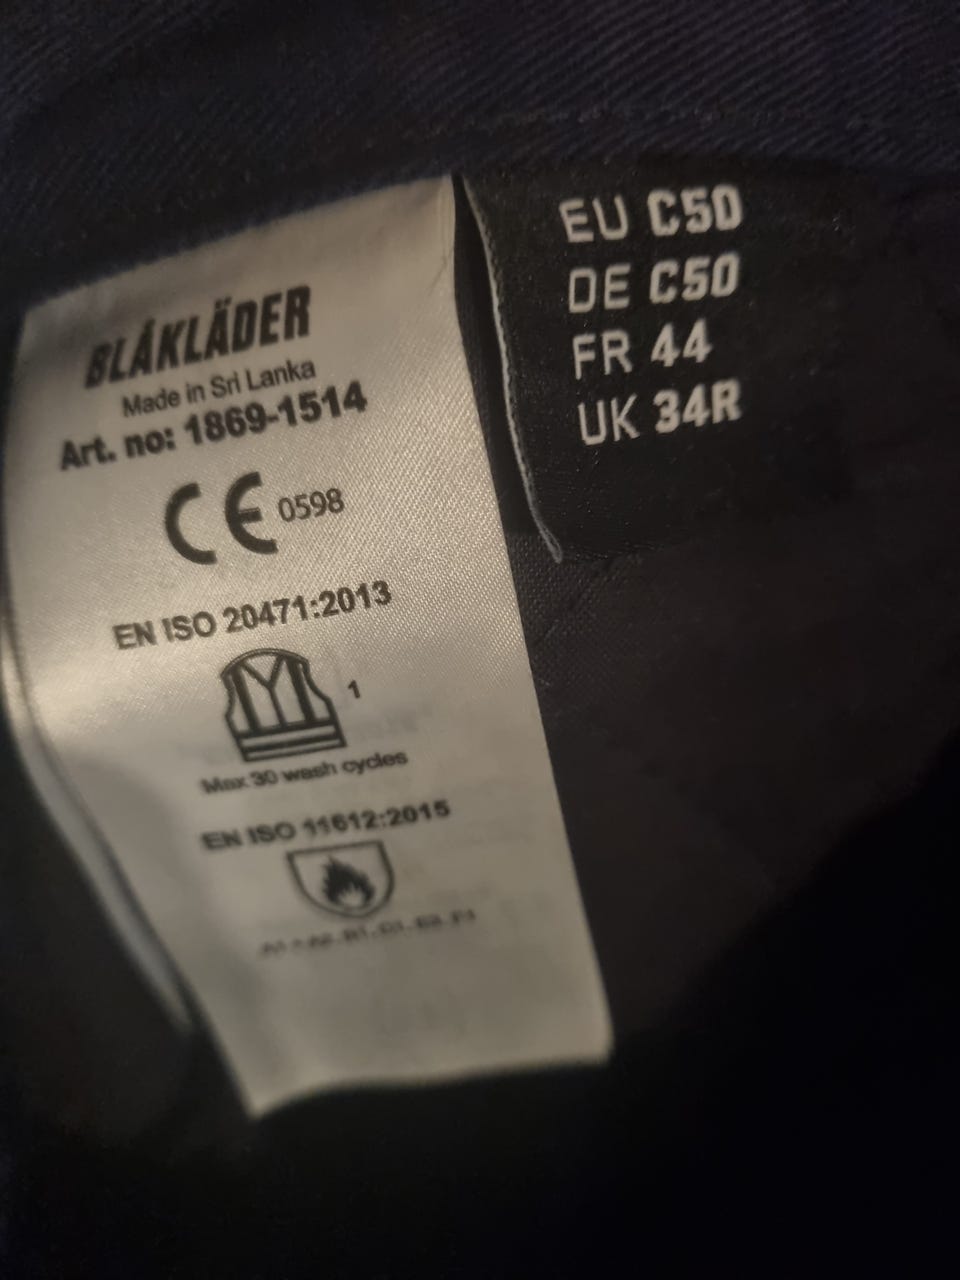 BLÅKLÄDER
Made in Sri Lanka
Art. no: 1869-1514
CE 0598
EN ISO 20471:2013
1
Max 30 wash cycles
EN ISO 11612:2015
EU C50
DE C50
FR 44
UK 34R